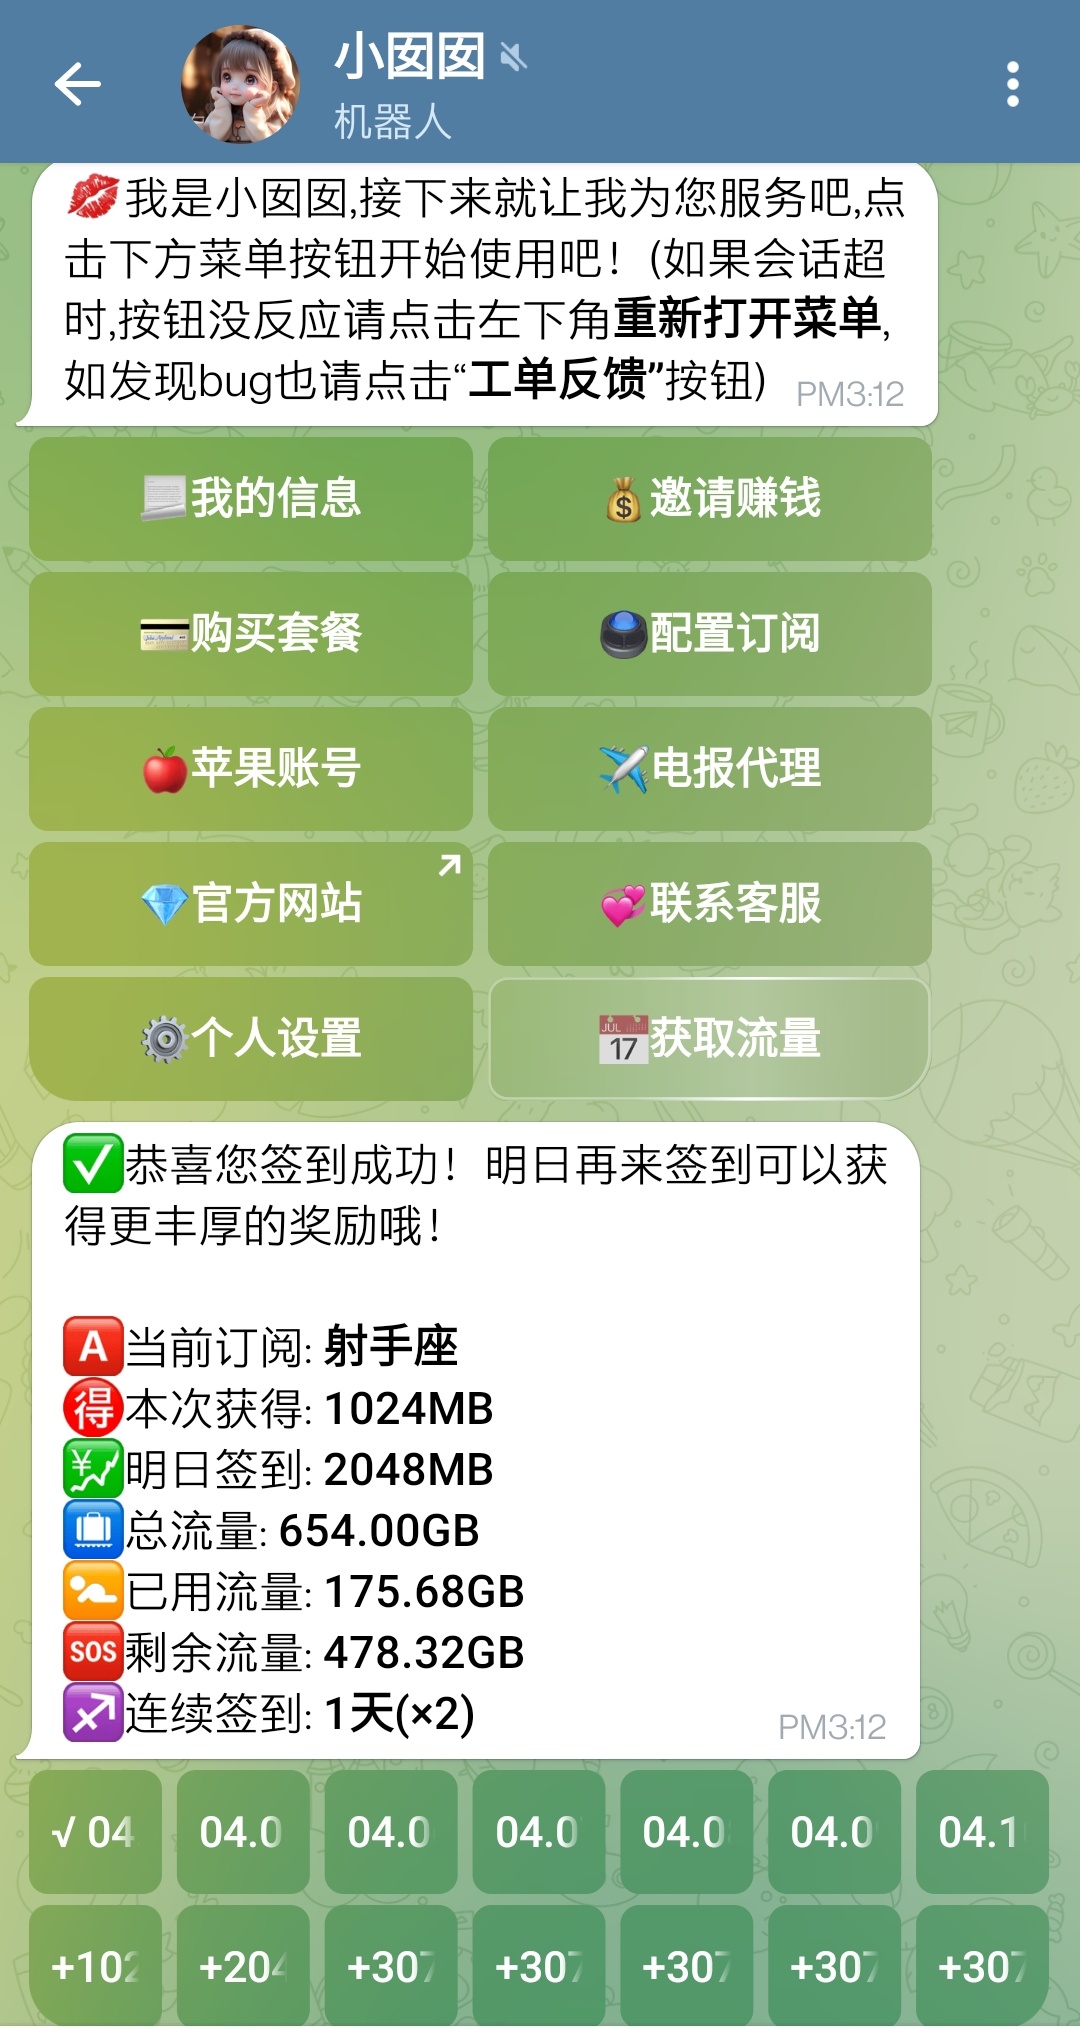 小囡囡
机器人
💋我是小囡囡,接下来就让我为您服务吧,点
击下方菜单按钮开始使用吧！(如果会话超
时,按钮没反应请点击左下角重新打开菜单,
如发现bug也请点击“工单反馈”按钮)
PM3:12
我的信息
邀请赚钱
购买套餐
配置订阅
苹果账号
电报代理
官方网站
联系客服
个人设置
JUL 17 获取流量
✅恭喜您签到成功！明日再来签到可以获
得更丰厚的奖励哦！
🅰当前订阅: 射手座
🉐本次获得: 1024MB
💹明日签到: 2048MB
🛄总流量: 654.00GB
已用流量: 175.68GB
🆘剩余流量: 478.32GB
♐连续签到: 1天(×2)
PM3:12
√ 04 04.0 04.0 04.0 04.0 04.0 04.1
+102 +204 +307 +307 +307 +307 +307